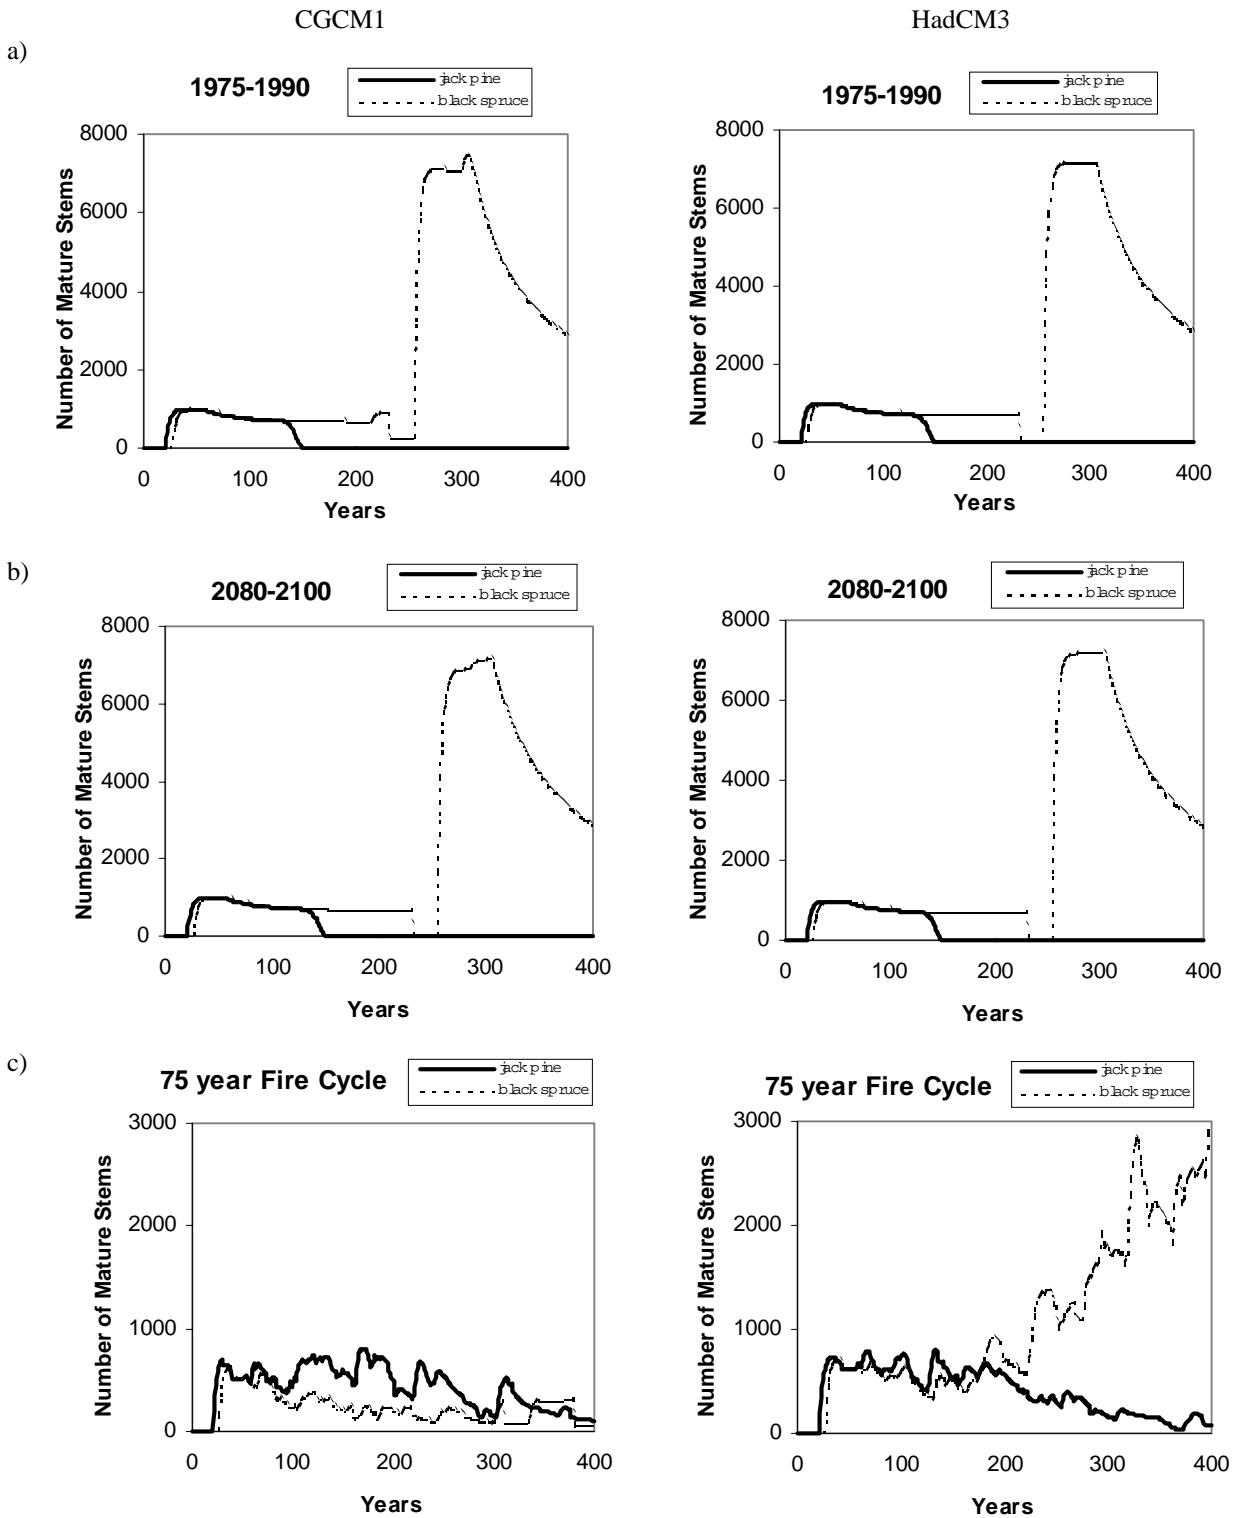 CGCM1 HadCM3
a)
1975-1990
jack pine
black spruce
8000
6000
4000
2000
0
Number of Mature Stems
0 100 200 300 400
Years
1975-1990
jack pine
black spruce
8000
6000
4000
2000
0
Number of Mature Stems
0 100 200 300 400
Years
b)
2080-2100
jack pine
black spruce
8000
6000
4000
2000
0
Number of Mature Stems
0 100 200 300 400
Years
2080-2100
jack pine
black spruce
8000
6000
4000
2000
0
Number of Mature Stems
0 100 200 300 400
Years
c)
75 year Fire Cycle
jack pine
black spruce
3000
2000
1000
0
Number of Mature Stems
0 100 200 300 400
Years
75 year Fire Cycle
jack pine
black spruce
3000
2000
1000
0
Number of Mature Stems
0 100 200 300 400
Years